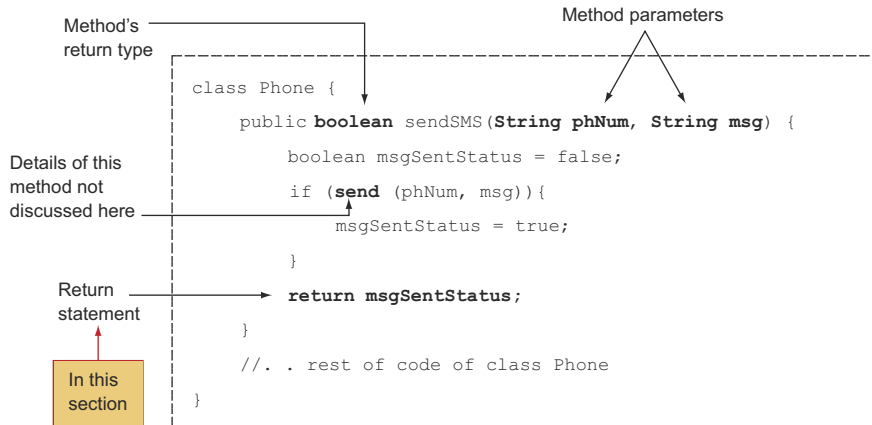 Method parameters
Method's
return type
class Phone {
public boolean sendSMS(String phNum, String msg) {
boolean msgSentStatus = false;
Details of this
method not
discussed here
if (send (phNum, msg)){
msgSentStatus = true;
}
Return
statement
return msgSentStatus;
}
//. . rest of code of class Phone
In this
section
}